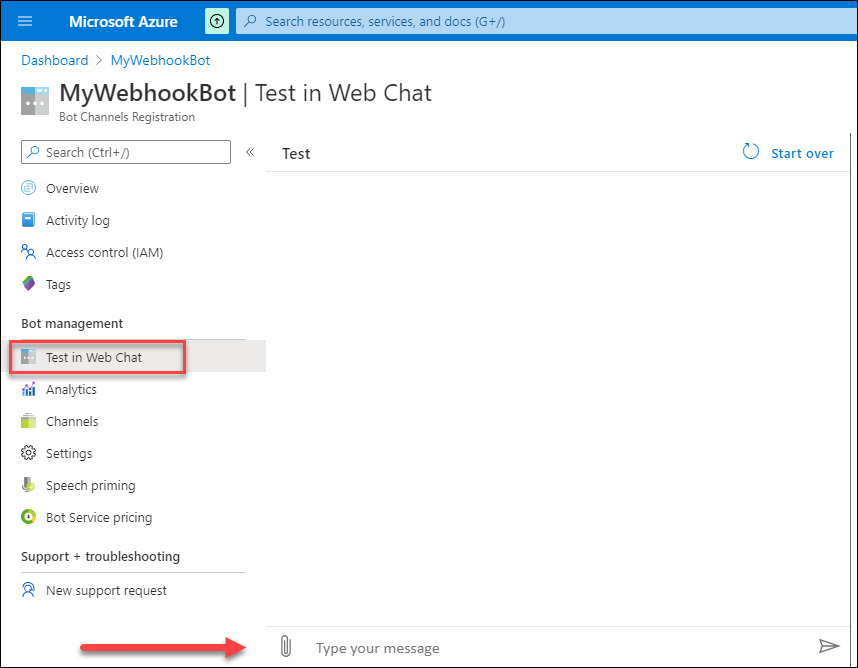 Microsoft Azure
Search resources, services, and docs (G+/)
Dashboard > MyWebhookBot
MyWebhookBot | Test in Web Chat
Bot Channels Registration
Search (Ctrl+/)
«
Test
Start over
Overview
Activity log
Access control (IAM)
Tags
Bot management
Test in Web Chat
Analytics
Channels
Settings
Speech priming
Bot Service pricing
Support + troubleshooting
New support request
Type your message